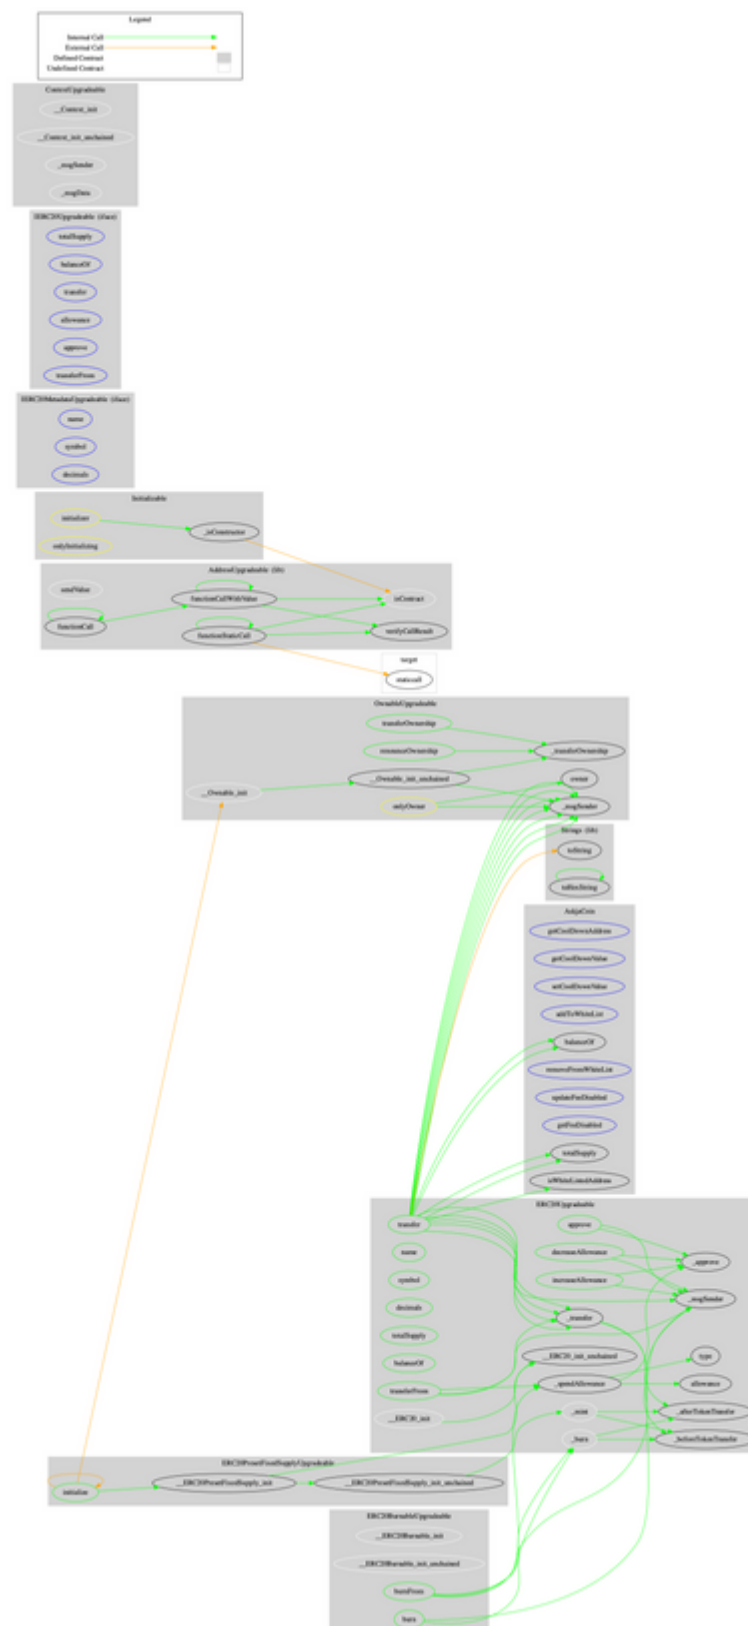 Legend
Internal Call
External Call
Defined Contract
Undefined Contract
ContextUpgradeable
__Context_init
__Context_init_unchained
_msgSender
_msgData
IERC20Upgradeable (iface)
totalSupply
balanceOf
transfer
allowance
approve
transferFrom
IERC20MetadataUpgradeable (iface)
name
symbol
decimals
Initializable
initializer
_isConstructor
onlyInitializing
AddressUpgradeable (lib)
sendValue
functionCallWithValue
isContract
functionCall
functionStaticCall
verifyCallResult
target
staticcall
OwnableUpgradeable
transferOwnership
renounceOwnership
_transferOwnership
__Ownable_init_unchained
owner
__Ownable_init
onlyOwner
_msgSender
Strings (lib)
toString
toHexString
getCoolDownAddress
getCoolDownValue
setCoolDownValue
addToWhiteList
balanceOf
removeFromWhiteList
updateFeeDisabled
getFeeDisabled
totalSupply
isWhiteListedAddress
ERC20Upgradeable
transfer
approve
name
decreaseAllowance
_approve
symbol
increaseAllowance
_msgSender
decimals
_transfer
totalSupply
__ERC20_init_unchained
type
balanceOf
transferFrom
_spendAllowance
allowance
__ERC20_init
_mint
_afterTokenTransfer
_burn
_beforeTokenTransfer
ERC20PresetFixedSupplyUpgradeable
initialize
__ERC20PresetFixedSupply_init
__ERC20PresetFixedSupply_init_unchained
ERC20BurnableUpgradeable
__ERC20Burnable_init
__ERC20Burnable_init_unchained
burnFrom
burn